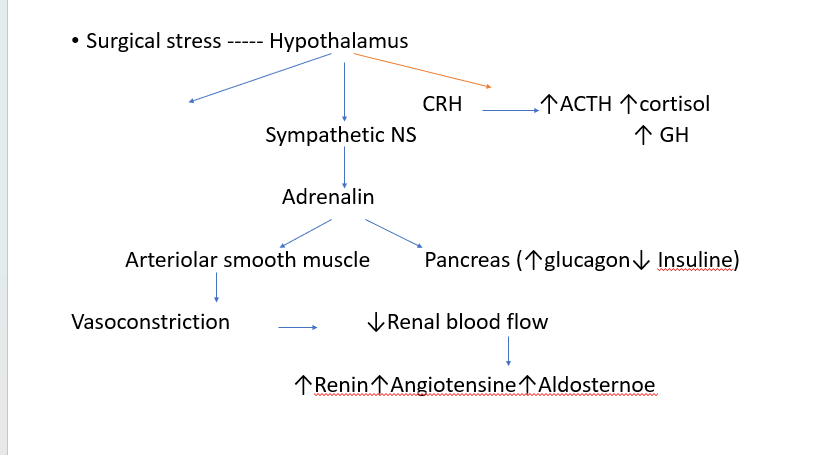 • Surgical stress ----- Hypothalamus
CRH ↑ACTH ↑cortisol
Sympathetic NS ↑ GH
Adrenalin
Arteriolar smooth muscle Pancreas (↑glucagon↓ Insuline)
Vasoconstriction ↓Renal blood flow
↑Renin↑Angiotensine↑Aldosternoe